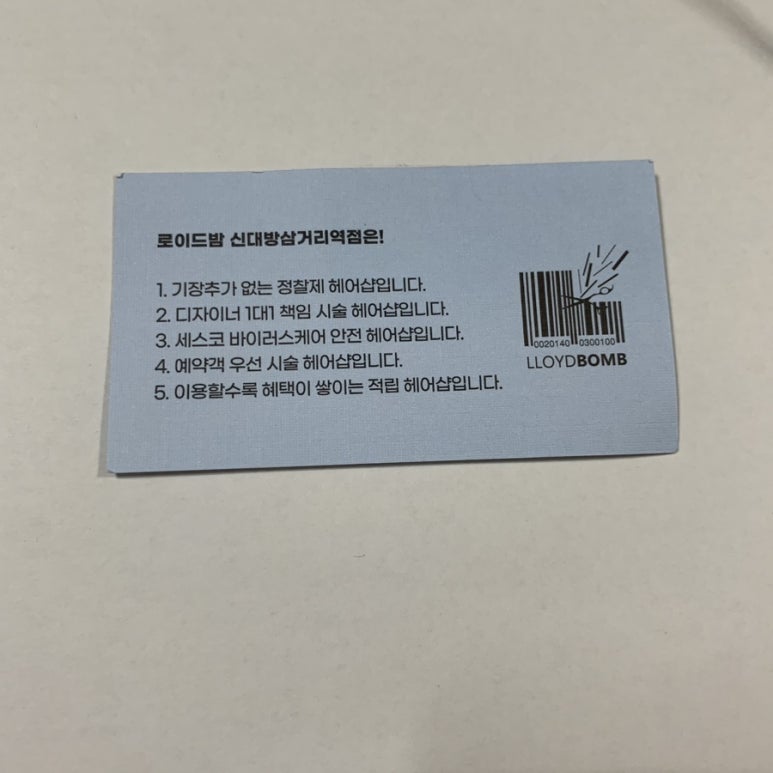 로이드밤 신대방삼거리역점은!
1. 기장추가 없는 정찰제 헤어샵입니다.
2. 디자이너 1대1 책임 시술 헤어샵입니다.
3. 세스코 바이러스케어 안전 헤어샵입니다.
4. 예약객 우선 시술 헤어샵입니다.
5. 이용할수록 혜택이 쌓이는 적립 헤어샵입니다.
0020140 0300100
LLOYDBOMB